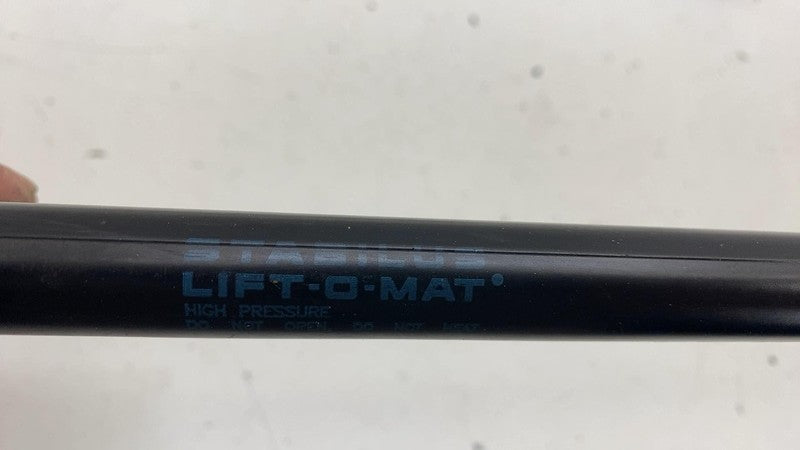 STABILUS
LIFT-O-MAT®
HIGH PRESSURE
DO NOT OPEN DO NOT HEAT